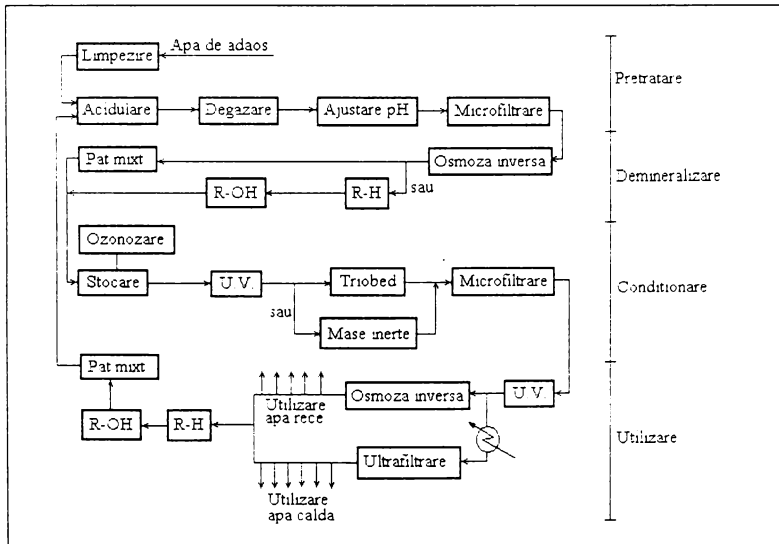 Apa de adaos
Limpezire
Pretratare
Acidulare
Degazare
Ajustare pH
Microfiltrare
Pat mixt
Osmoza inversa
sau
R-OH
R-H
Demineralizare
Ozonozare
Stocare
U.V.
Triobed
Microfiltrare
Conditionare
sau
Mase inerte
Pat mixt
Utilizare
apa rece
Osmoza inversa
U.V.
R-OH
R-H
Utilizare
Ultrafiltrare
Utilizare
apa calda